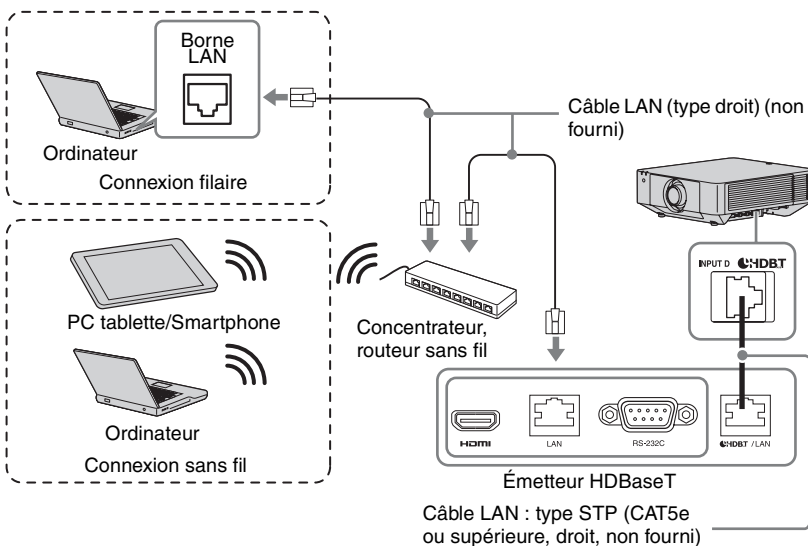 Borne
LAN
Ordinateur
Connexion filaire
Câble LAN (type droit) (non
fourni)
PC tablette/Smartphone
Ordinateur
Connexion sans fil
Concentrateur,
routeur sans fil
INPUT D HDBT
HDMI
LAN
RS-232C
HDBT / LAN
Émetteur HDBaseT
Câble LAN : type STP (CAT5e
ou supérieure, droit, non fourni)